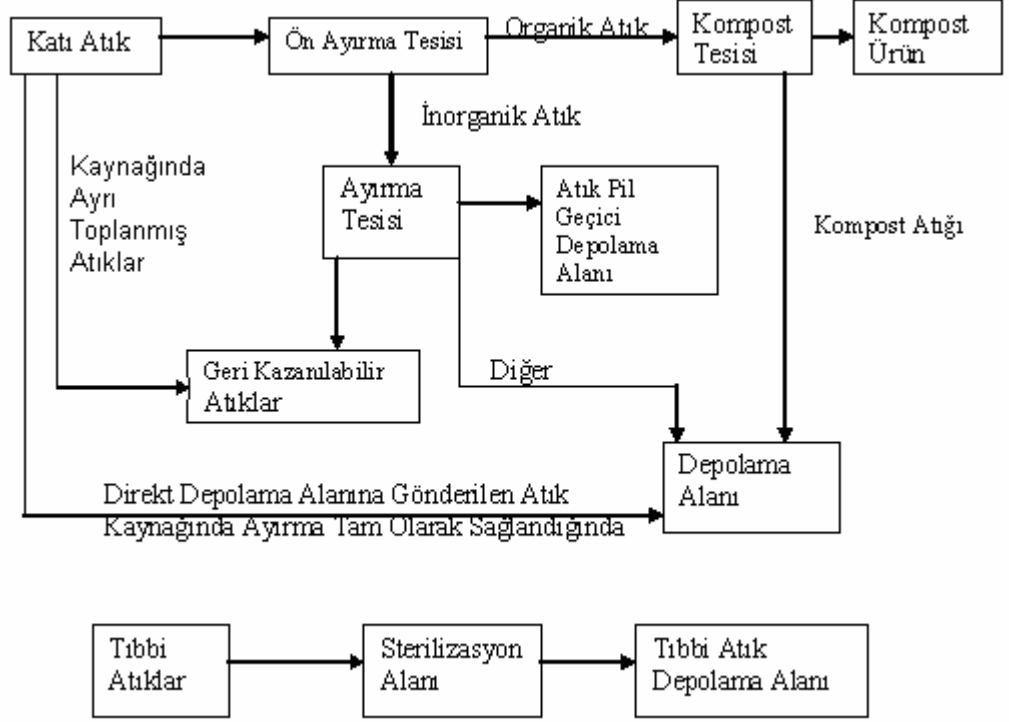 Katı Atık
Ön Ayırma Tesisi
Organik Atık
Kompost
Tesisi
Kompost
Ürün
İnorganik Atık
Kaynağında
Ayrı
Toplanmış
Atıklar
Ayırma
Tesisi
Atık Pil
Geçici
Depolama
Alanı
Kompost Atığı
Geri Kazanılabilir
Atıklar
Diğer
Depolama
Alanı
Direkt Depolama Alanına Gönderilen Atık
Kaynağında Ayırma Tam Olarak Sağlandığında
Tıbbi
Atıklar
Sterilizasyon
Alanı
Tıbbi Atık
Depolama Alanı